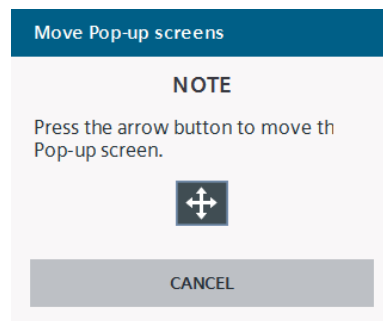 Move Pop-up screens
NOTE
Press the arrow button to move th
Pop-up screen.
CANCEL